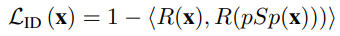 ℒ_ID (𝐱) = 1 − ⟨R(𝐱), R(pSp(𝐱)))⟩